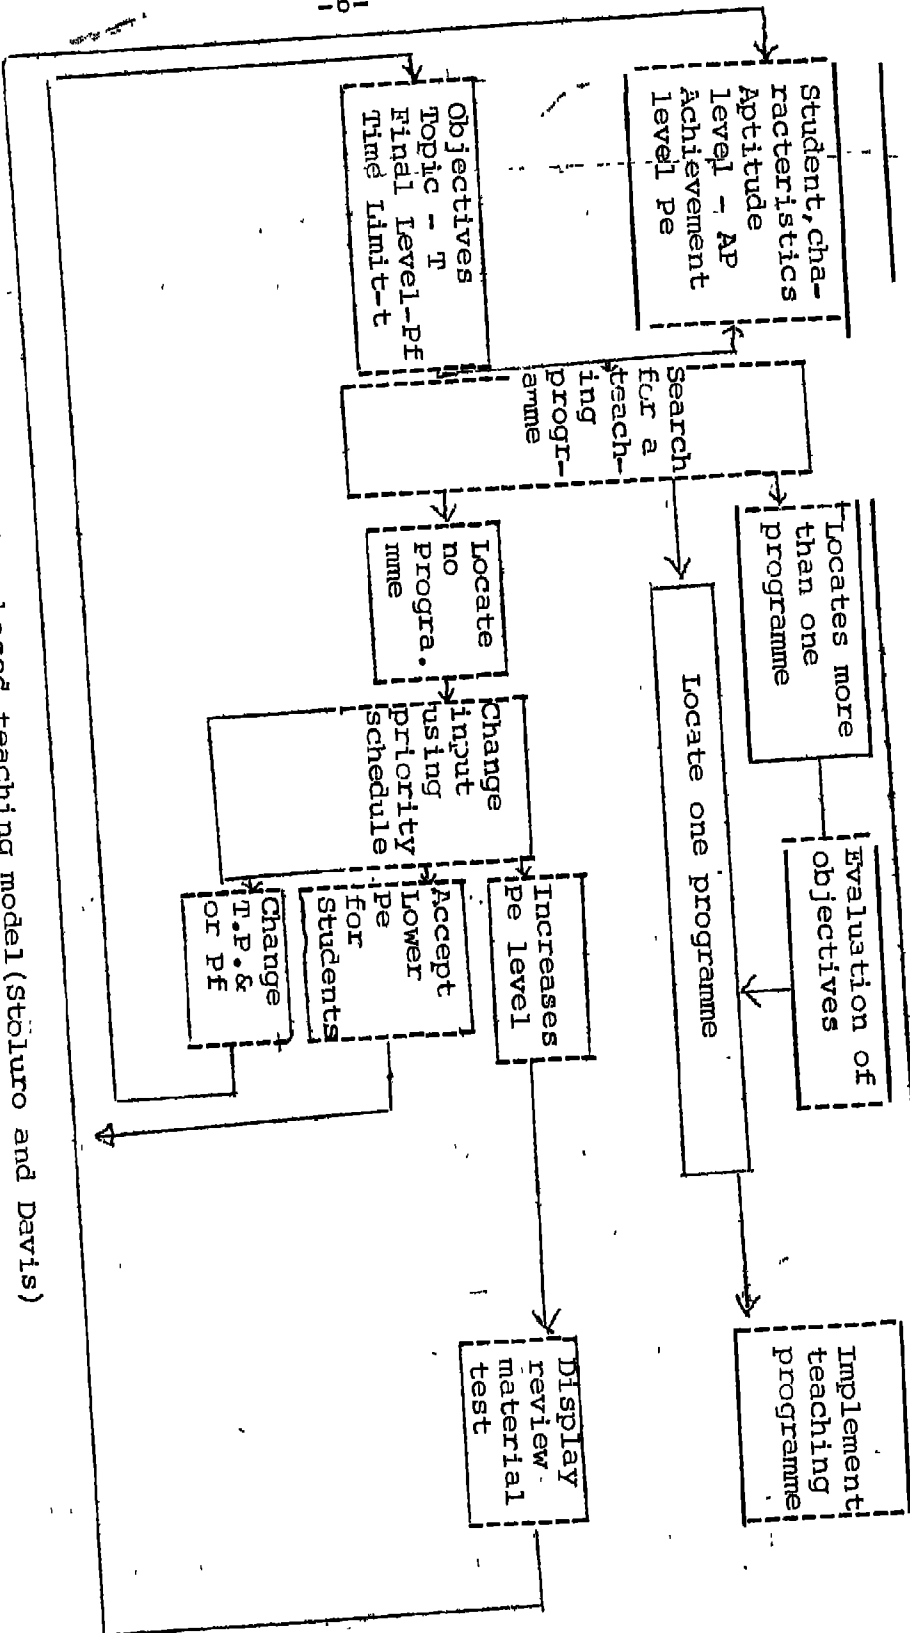 -8-
Student,cha-
racteristics
Aptitude
level - AP
Achievement
level Pe
Objectives
Topic - T
Final Level-Pf
Time Limit-t
Search
for a
teach-
ing
progr-
amme
Locates more
than one
programme
Evaluation of
objectives
Locate one programme
Implement
teaching
programme
Locate
no
progra.
mme
Change
input
using
priority
schedule
Increases
Pe level
Accept
Lower
Pe
for
Students
Change
T.P.&
or Pf
Display
review
material
test
teaching model(Stoluro and Davis)